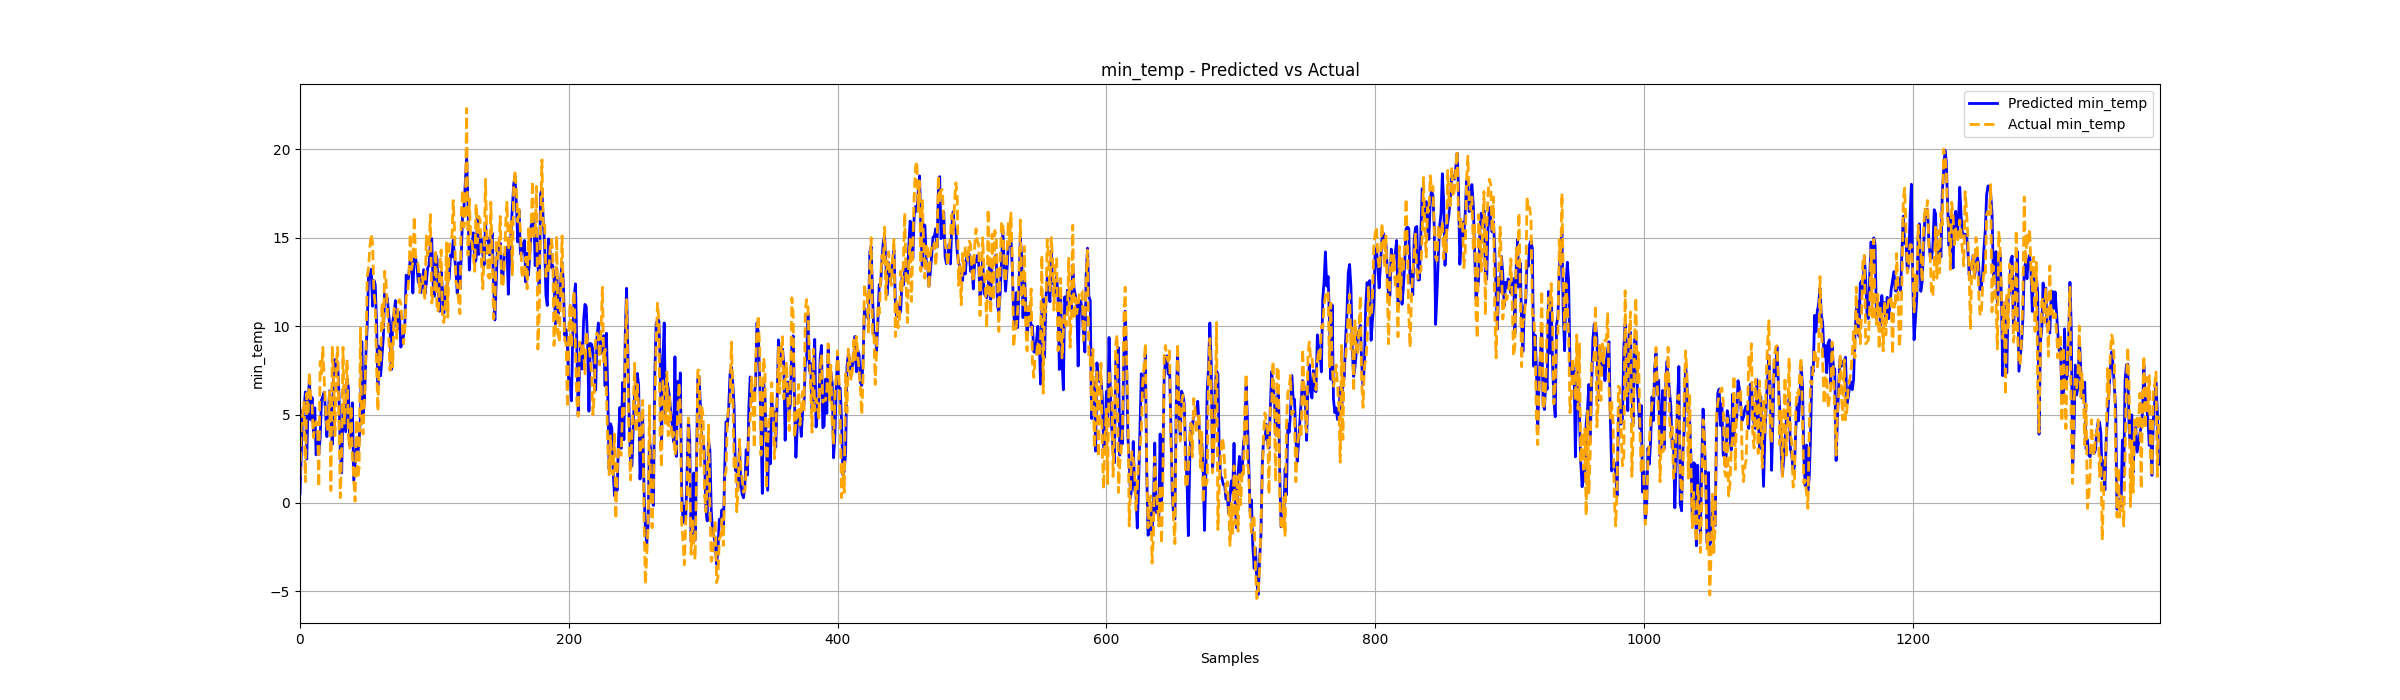 min_temp - Predicted vs Actual
Predicted min_temp
Actual min_temp
min_temp
20
15
10
5
0
−5
0
200
400
600
800
1000
1200
Samples